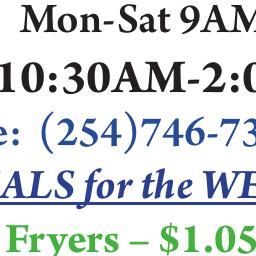 Mon-Sat 9AM
10:30AM-2:0
e: (254)746-73
ALS for the WE
Fryers – $1.05